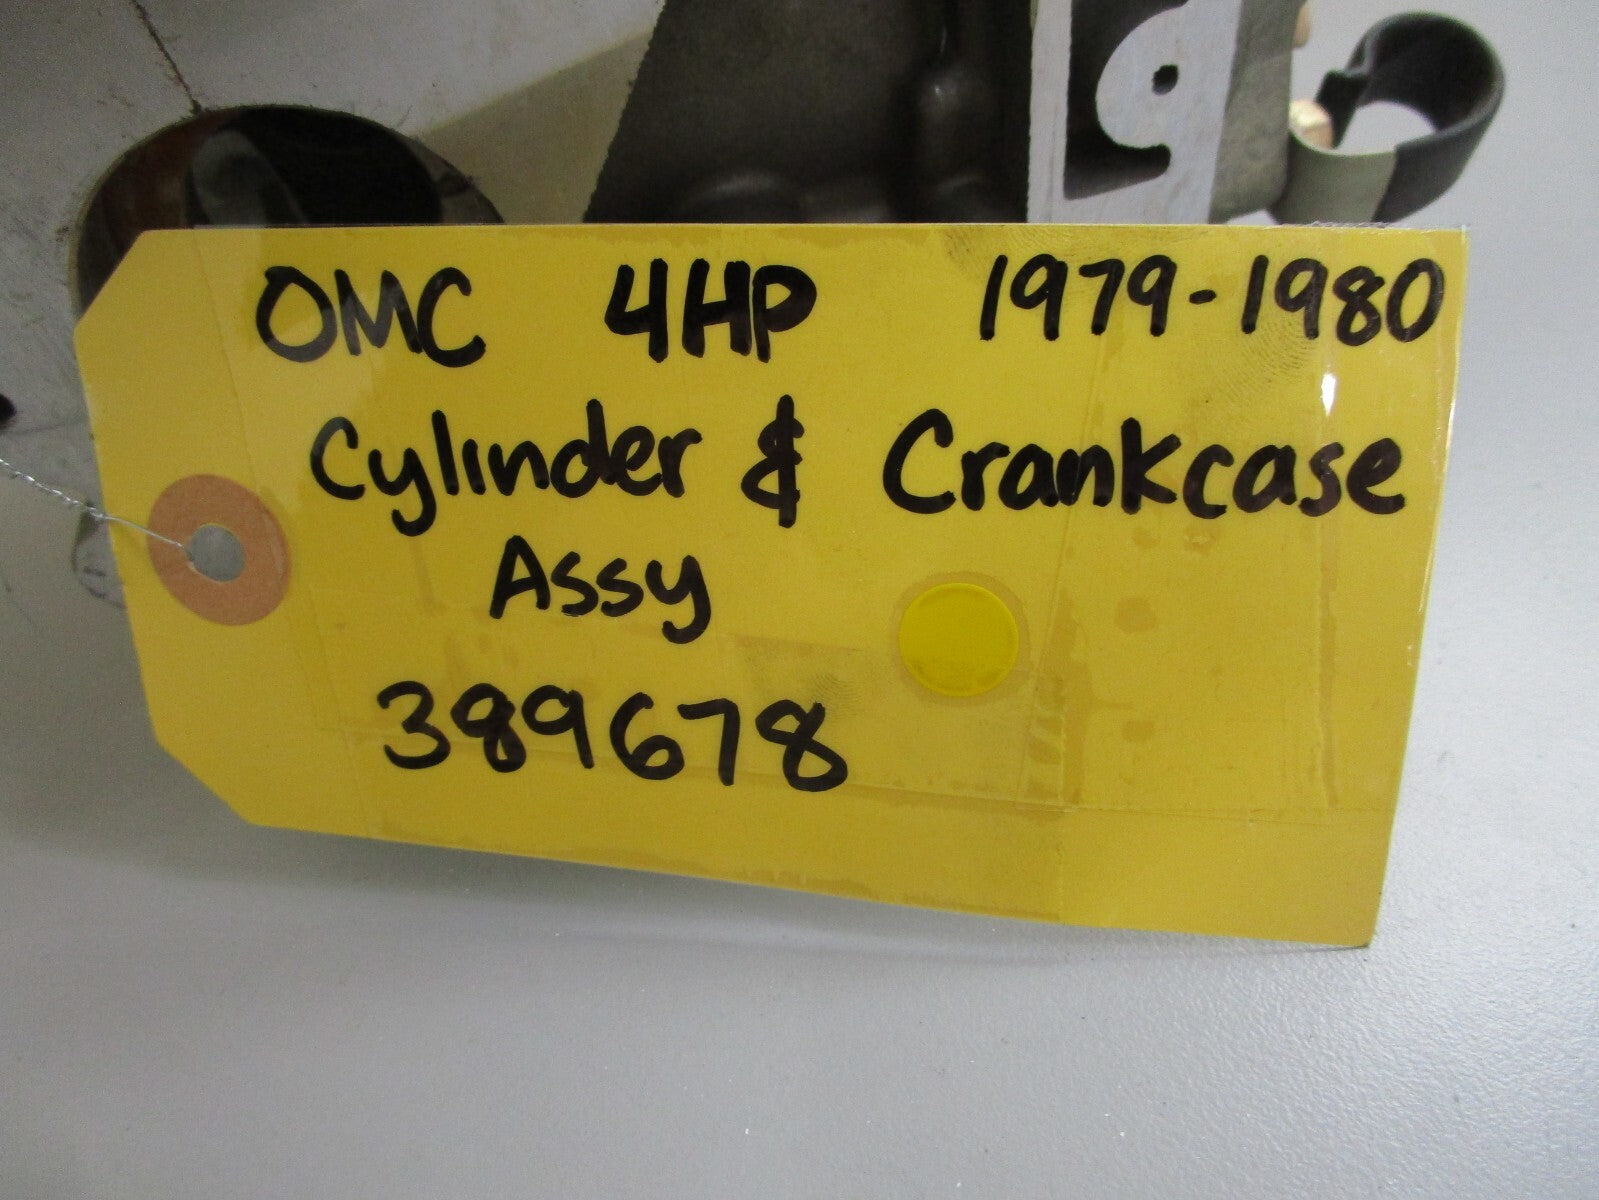 OMC 4HP 1979-1980
Cylinder & Crankcase
Assy
389678